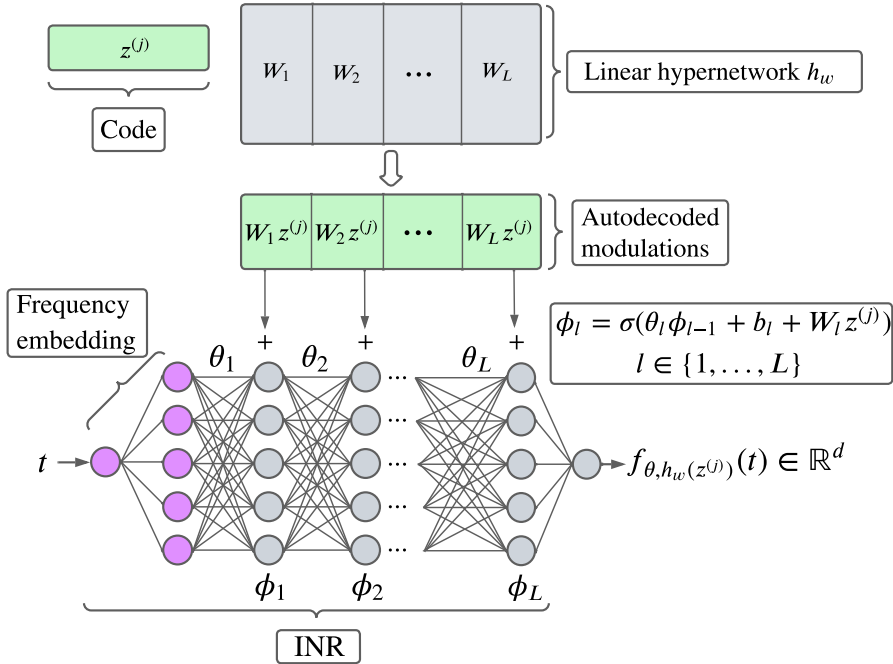 z^{(j)}
Code
W_1 W_2 ••• W_L
Linear hypernetwork h_w
W_1 z^{(j)} W_2 z^{(j)} ••• W_L z^{(j)}
Autodecoded
modulations
Frequency
embedding
+ + +
θ_1 θ_2 θ_L
ϕ_l = σ(θ_l ϕ_{l−1} + b_l + W_l z^{(j)})
l ∈ {1, . . . , L}
...
t
f_{θ,h_w(z^{(j)})}(t) ∈ ℝ^d
...
...
...
...
ϕ_1 ϕ_2 ϕ_L
INR